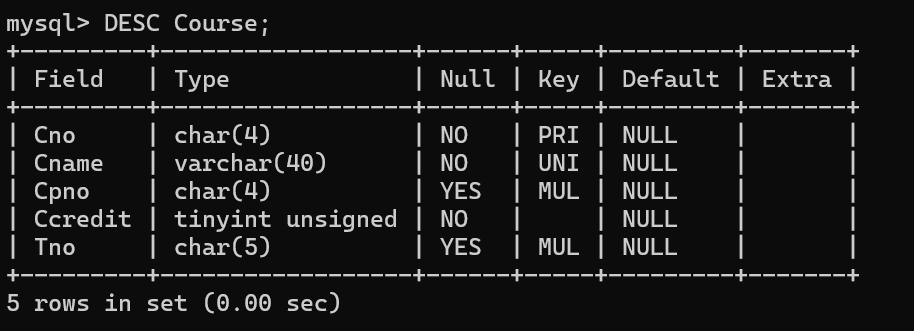 mysql> DESC Course;
+----------+------------------+------+-----+---------+-------+
| Field    | Type             | Null | Key | Default | Extra |
+----------+------------------+------+-----+---------+-------+
| Cno      | char(4)          | NO   | PRI | NULL    |       |
| Cname    | varchar(40)      | NO   | UNI | NULL    |       |
| Cpno     | char(4)          | YES  | MUL | NULL    |       |
| Ccredit  | tinyint unsigned | NO   |     | NULL    |       |
| Tno      | char(5)          | YES  | MUL | NULL    |       |
+----------+------------------+------+-----+---------+-------+
5 rows in set (0.00 sec)